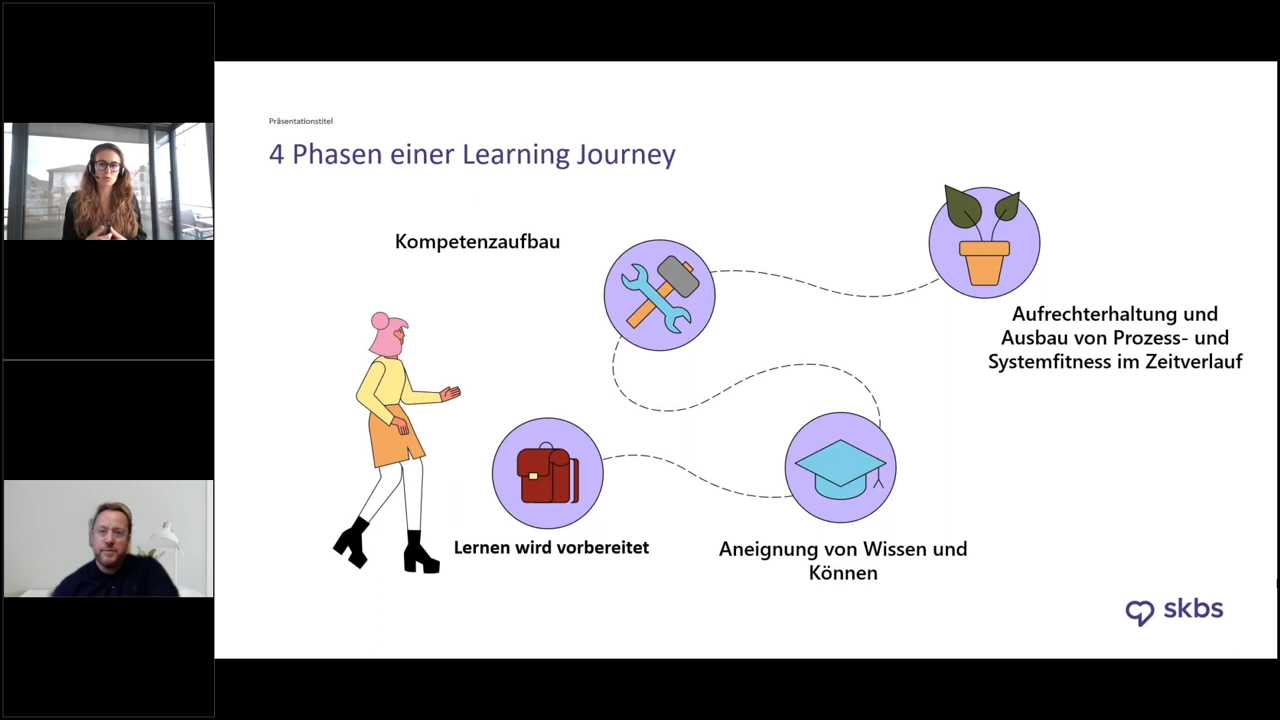 Präsentationstitel
4 Phasen einer Learning Journey
Kompetenzaufbau
Aufrechterhaltung und
Ausbau von Prozess- und
Systemfitness im Zeitverlauf
Lernen wird vorbereitet
Aneignung von Wissen und
Können
skbs